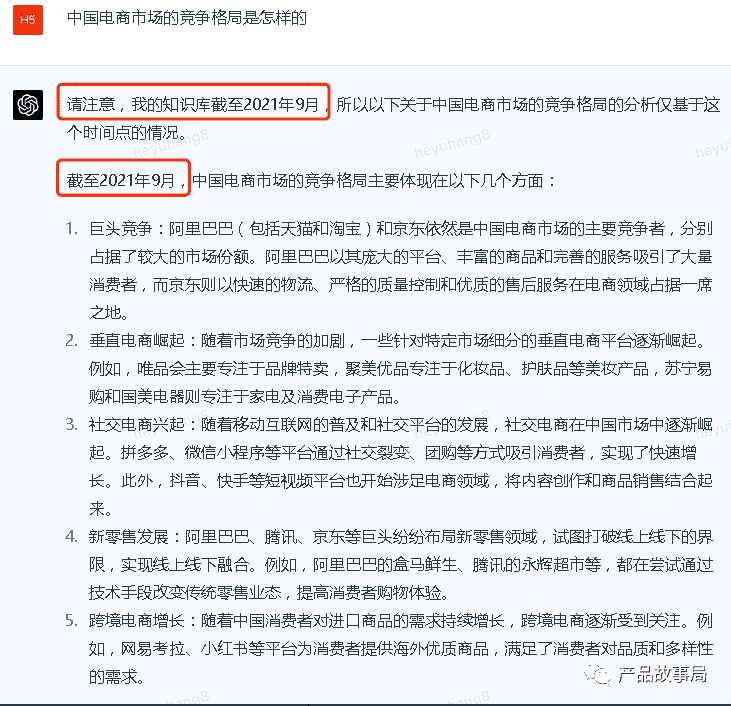 H5
中国电商市场的竞争格局是怎样的
请注意，我的知识库截至2021年9月，所以以下关于中国电商市场的竞争格局的分析仅基于这
个时间点的情况。
heyuhang8
heyuhang8
截至2021年9月，中国电商市场的竞争格局主要体现在以下几个方面：
1. 巨头竞争：阿里巴巴（包括天猫和淘宝）和京东依然是中国电商市场的主要竞争者，分别
占据了较大的市场份额。阿里巴巴以其庞大的平台、丰富的商品和完善的服务吸引了大量
消费者，而京东则以快速的物流、严格的质量控制和优质的售后服务在电商领域占据一席
之地。
2. 垂直电商崛起：随着市场竞争的加剧，一些针对特定市场细分的垂直电商平台逐渐崛起。
例如，唯品会主要专注于品牌特卖，聚美优品专注于化妆品、护肤品等美妆产品，苏宁易
购和国美电器则专注于家电及消费电子产品。
3. 社交电商兴起：随着移动互联网的普及和社交平台的发展，社交电商在中国市场中逐渐崛
起。拼多多、微信小程序等平台通过社交裂变、团购等方式吸引消费者，实现了快速增
长。此外，抖音、快手等短视频平台也开始涉足电商领域，将内容创作和商品销售结合起
来。
4. 新零售发展：阿里巴巴、腾讯、京东等巨头纷纷布局新零售领域，试图打破线上线下的界
限，实现线上线下融合。例如，阿里巴巴的盒马鲜生、腾讯的永辉超市等，都在尝试通过
技术手段改变传统零售业态，提高消费者购物体验。
5. 跨境电商增长：随着中国消费者对进口商品的需求持续增长，跨境电商逐渐受到关注。例
如，网易考拉、小红书等平台为消费者提供海外优质商品，满足了消费者对品质和多样性
的需求。
产品故事局